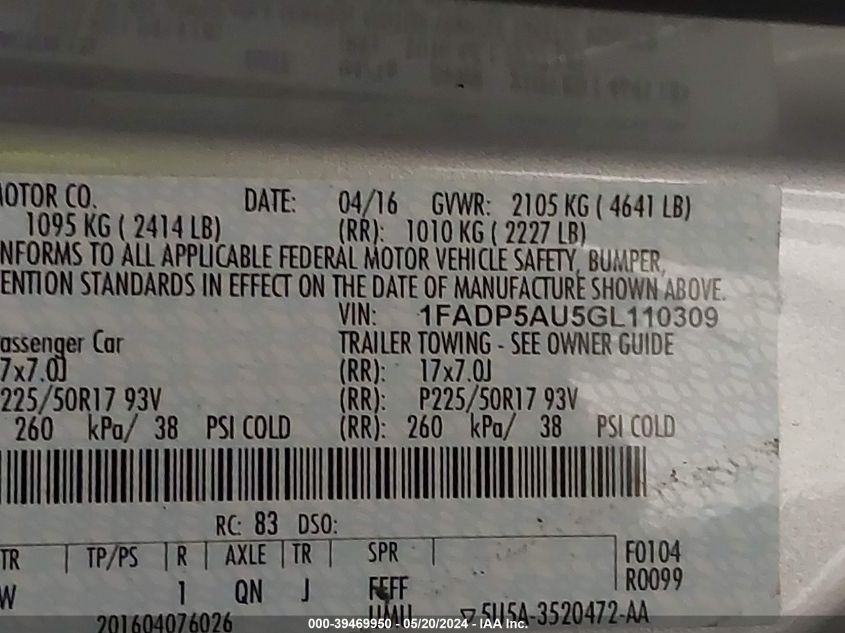 MOTOR CO. DATE: 04/16 GVWR: 2105 KG ( 4641 LB)
1095 KG ( 2414 LB) (RR): 1010 KG ( 2227 LB)
NFORMS TO ALL APPLICABLE FEDERAL MOTOR VEHICLE SAFETY, BUMPER,
ENTION STANDARDS IN EFFECT ON THE DATE OF MANUFACTURE SHOWN ABOVE.
VIN: 1FADP5AU5GL110309
assenger Car TRAILER TOWING - SEE OWNER GUIDE
7x7.0J (RR): 17x7.0J
225/50R17 93V (RR): P225/50R17 93V
260 kPa/ 38 PSI COLD (RR): 260 kPa/ 38 PSI COLD
RC: 83 DSO:
TR TP/PS R AXLE TR SPR F0104
W 1 QN J FFFF R0099
201604076026 UMU ▽5U5A-3520472-AA
000-39469950 - 05/20/2024 - IAA Inc.